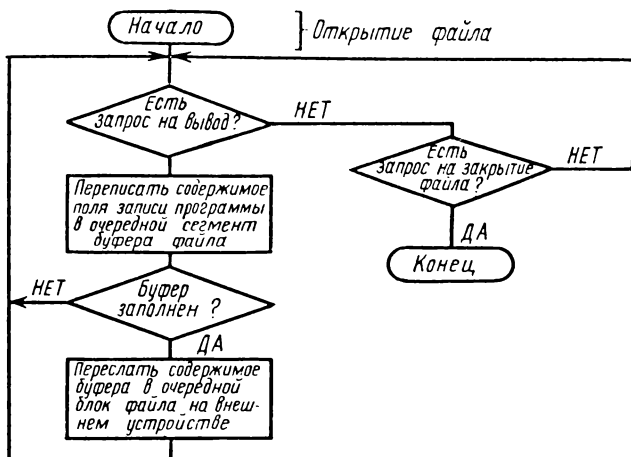 Начало
Открытие файла
Есть
запрос на вывод?
НЕТ
Есть
запрос на закрытие
файла?
НЕТ
ДА
Конец
Переписать содержимое
поля записи программы
в очередной сегмент
буфера файла
НЕТ
Буфер
заполнен ?
ДА
Переслать содержимое
буфера в очередной
блок файла на внеш-
нем устройстве